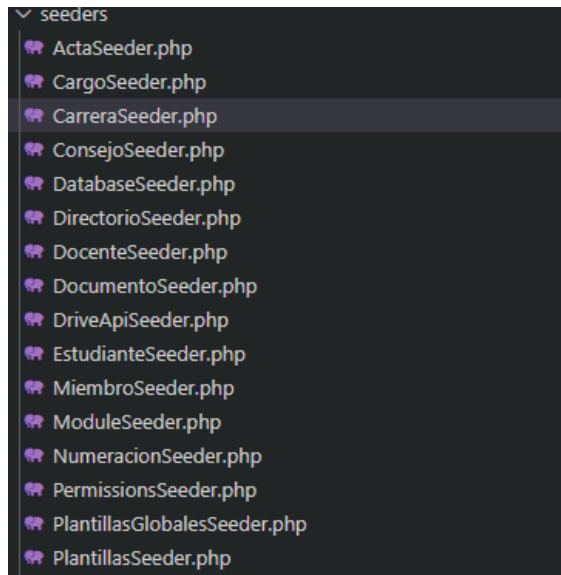 seeders
ActaSeeder.php
CargoSeeder.php
CarreraSeeder.php
ConsejoSeeder.php
DatabaseSeeder.php
DirectorioSeeder.php
DocenteSeeder.php
DocumentoSeeder.php
DriveApiSeeder.php
EstudianteSeeder.php
MiembroSeeder.php
ModuleSeeder.php
NumeracionSeeder.php
PermissionsSeeder.php
PlantillasGlobalesSeeder.php
PlantillasSeeder.php